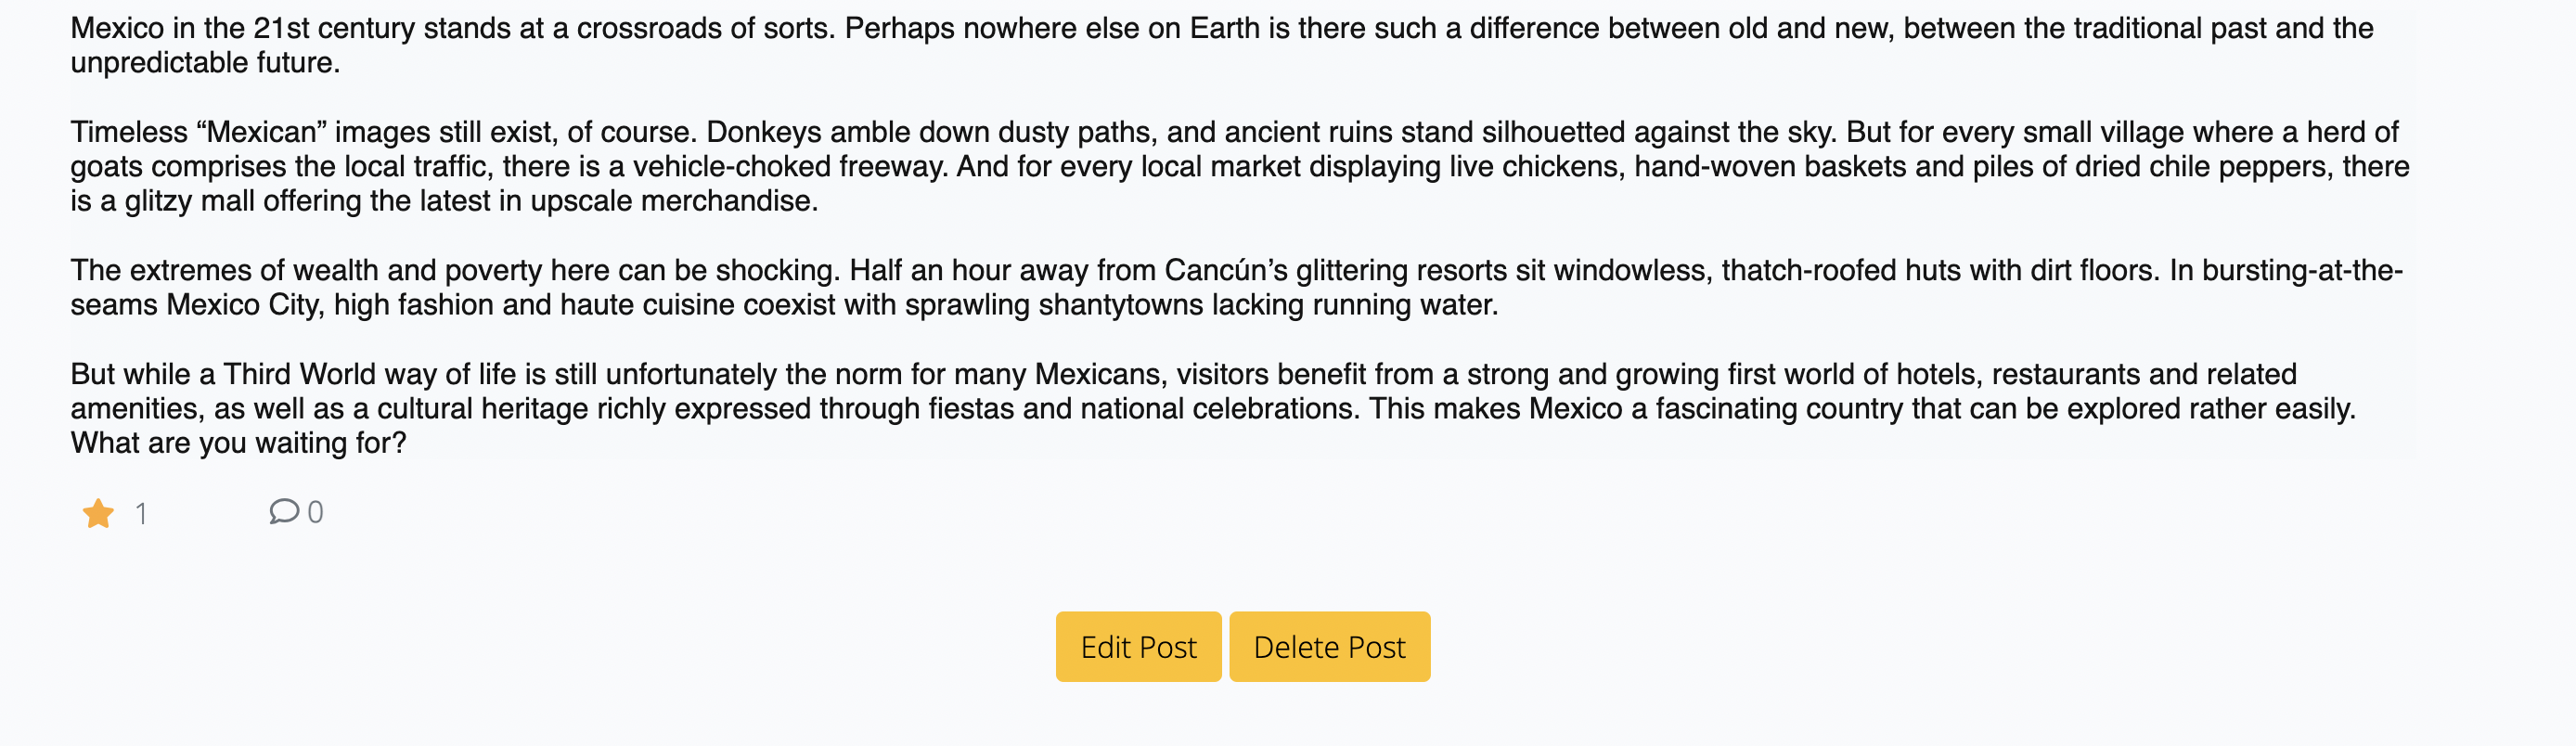 Mexico in the 21st century stands at a crossroads of sorts. Perhaps nowhere else on Earth is there such a difference between old and new, between the traditional past and the
unpredictable future.
Timeless “Mexican” images still exist, of course. Donkeys amble down dusty paths, and ancient ruins stand silhouetted against the sky. But for every small village where a herd of
goats comprises the local traffic, there is a vehicle-choked freeway. And for every local market displaying live chickens, hand-woven baskets and piles of dried chile peppers, there
is a glitzy mall offering the latest in upscale merchandise.
The extremes of wealth and poverty here can be shocking. Half an hour away from Cancún’s glittering resorts sit windowless, thatch-roofed huts with dirt floors. In bursting-at-the-
seams Mexico City, high fashion and haute cuisine coexist with sprawling shantytowns lacking running water.
But while a Third World way of life is still unfortunately the norm for many Mexicans, visitors benefit from a strong and growing first world of hotels, restaurants and related
amenities, as well as a cultural heritage richly expressed through fiestas and national celebrations. This makes Mexico a fascinating country that can be explored rather easily.
What are you waiting for?
1 0
Edit Post Delete Post